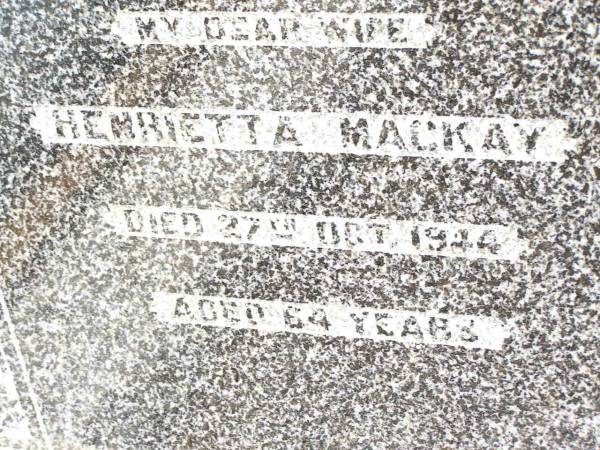 MY DEAR WIFE
HENRIETTA MACKAY
DIED 27TH OCT. 1944
AGED 64 YEARS